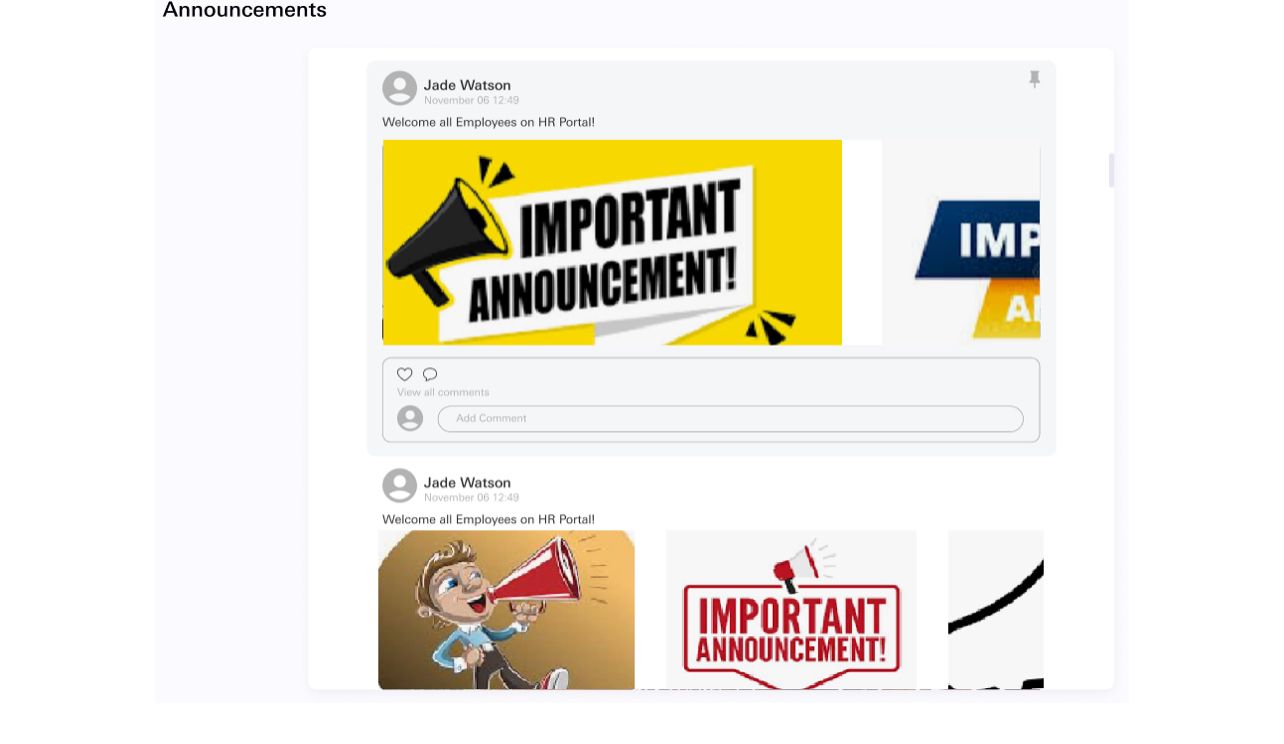 Announcements
Jade Watson
November 06 12:49
Welcome all Employees on HR Portal!
IMPORTANT
ANNOUNCEMENT!
IMP
View all comments
Add Comment
Jade Watson
November 06 12:49
Welcome all Employees on HR Portal!
IMPORTANT
ANNOUNCEMENT!